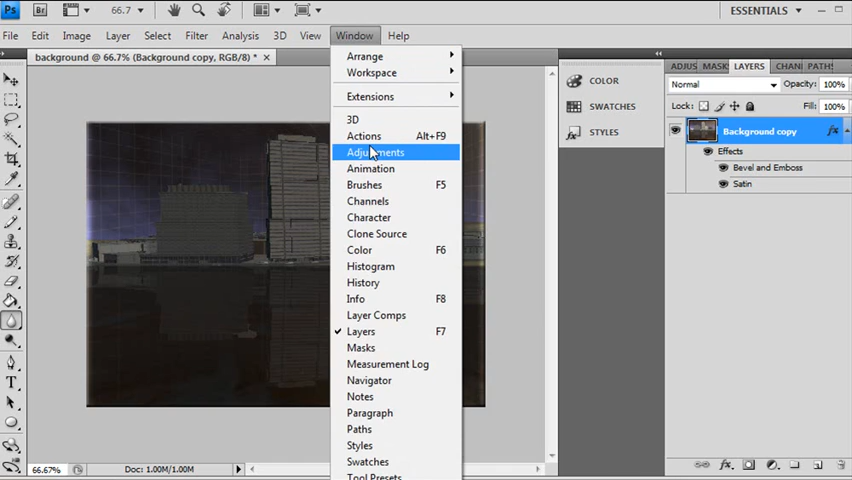 Ps Br 66.7 ESSENTIALS
File Edit Image Layer Select Filter Analysis 3D View Window Help
background @ 66.7% (Background copy, RGB/8) *
Arrange
Workspace
Extensions
3D
Actions Alt+F9
Adjustments
Animation
Brushes F5
Channels
Character
Clone Source
Color F6
Histogram
History
Info F8
Layer Comps
Layers F7
Masks
Measurement Log
Navigator
Notes
Paragraph
Paths
Styles
Swatches
Tool Presets
COLOR
SWATCHES
STYLES
ADJUS MASK LAYERS CHANI PATHS
Normal Opacity: 100%
Lock: Fill: 100%
Background copy fx
Effects
Bevel and Emboss
Satin
66.67% Doc: 1.00M/1.00M